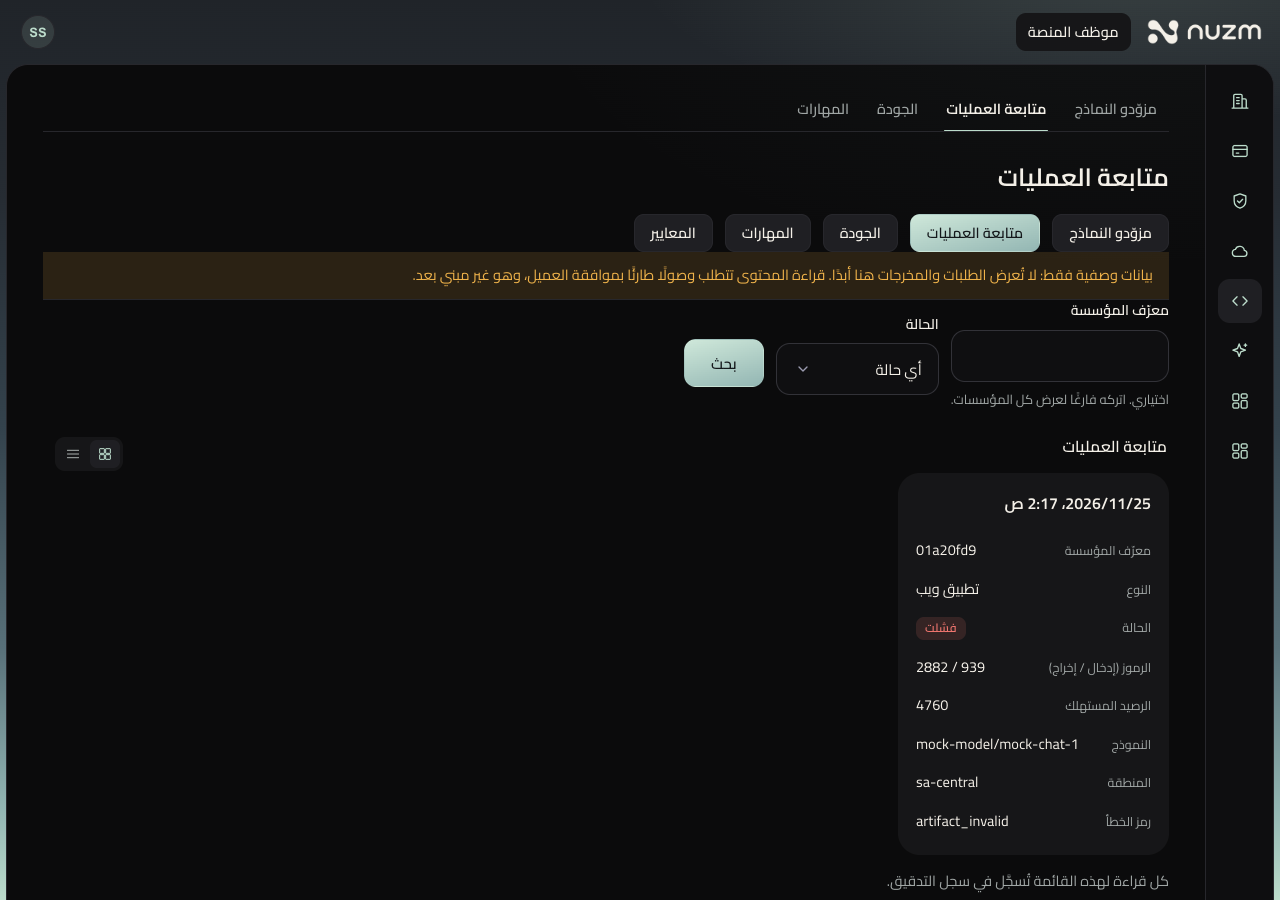 nuzm
موظف المنصة
SS
مزوّدو النماذج
متابعة العمليات
الجودة
المهارات
متابعة العمليات
مزوّدو النماذج
متابعة العمليات
الجودة
المهارات
المعايير
بيانات وصفية فقط: لا تُعرض الطلبات والمخرجات هنا أبدًا. قراءة المحتوى تتطلب وصولًا طارئًا بموافقة العميل، وهو غير مبني بعد.
معرّف المؤسسة
اختياري. اتركه فارغًا لعرض كل المؤسسات.
الحالة
أي حالة
بحث
متابعة العمليات
2026/11/25، 2:17 ص
معرّف المؤسسة 01a20fd9
النوع تطبيق ويب
الحالة فشلت
الرموز (إدخال / إخراج) 2882 / 939
الرصيد المستهلك 4760
النموذج mock-model/mock-chat-1
المنطقة sa-central
رمز الخطأ artifact_invalid
كل قراءة لهذه القائمة تُسجَّل في سجل التدقيق.